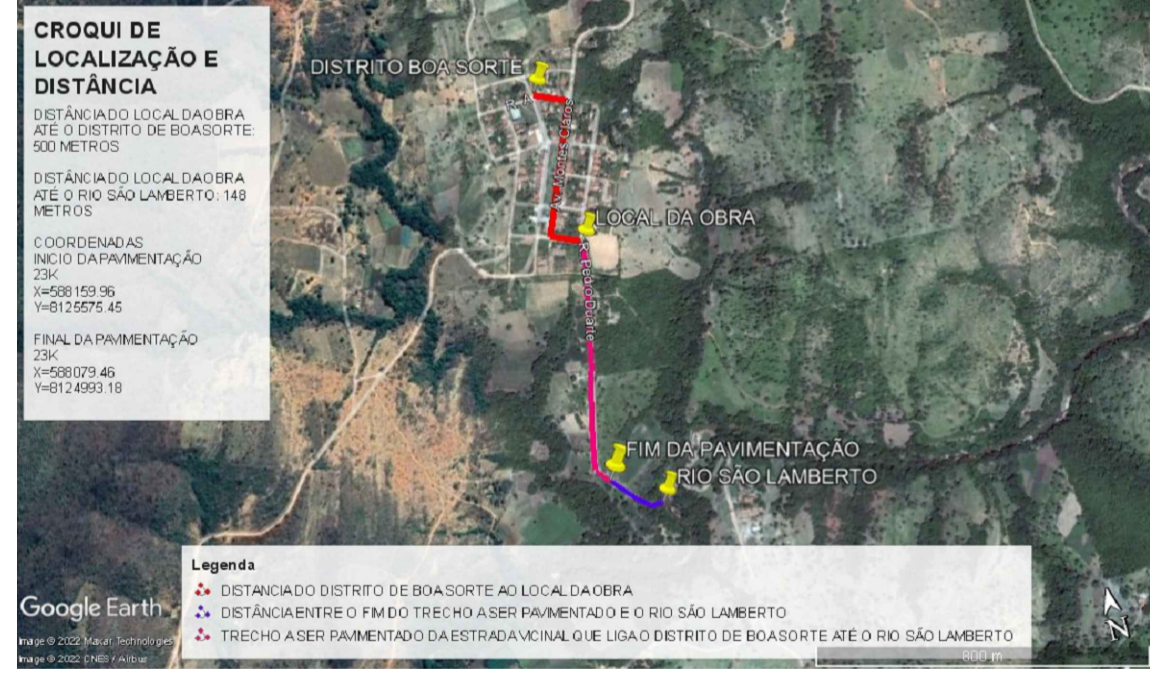 CROQUI DE
LOCALIZAÇÃO E
DISTÂNCIA
DISTÂNCIA DO LOCAL DA OBRA
ATÉ O DISTRITO DE BOA SORTE:
500 METROS
DISTÂNCIA DO LOCAL DA OBRA
ATÉ O RIO SÃO LAMBERTO: 148
METROS
COORDENADAS
INICIO DA PAVIMENTAÇÃO
23K
X=588159.96
Y=8125575.45
FINAL DA PAVIMENTAÇÃO
23K
X=588079.46
Y=8124993.18
DISTRITO BOA SORTE
R. A
Av. Montes Claros
LOCAL DA OBRA
R. Pedro Duarte
FIM DA PAVIMENTAÇÃO
RIO SÃO LAMBERTO
Legenda
DISTANCIA DO DISTRITO DE BOA SORTE AO LOCAL DA OBRA
DISTÂNCIA ENTRE O FIM DO TRECHO A SER PAVIMENTADO E O RIO SÃO LAMBERTO
TRECHO A SER PAVIMENTADO DA ESTRADA VICINAL QUE LIGA O DISTRITO DE BOA SORTE ATÉ O RIO SÃO LAMBERTO
Google Earth
Image © 2022 Maxar Technologies
Image © 2022 CNES / Airbus
800 m
N